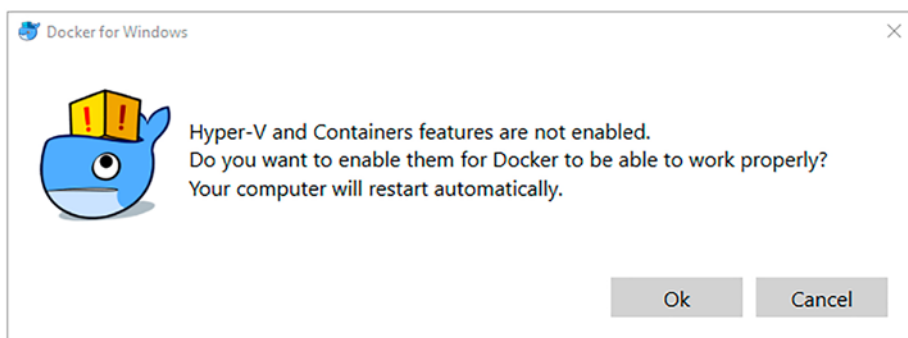 Docker for Windows
Hyper-V and Containers features are not enabled.
Do you want to enable them for Docker to be able to work properly?
Your computer will restart automatically.
Ok Cancel